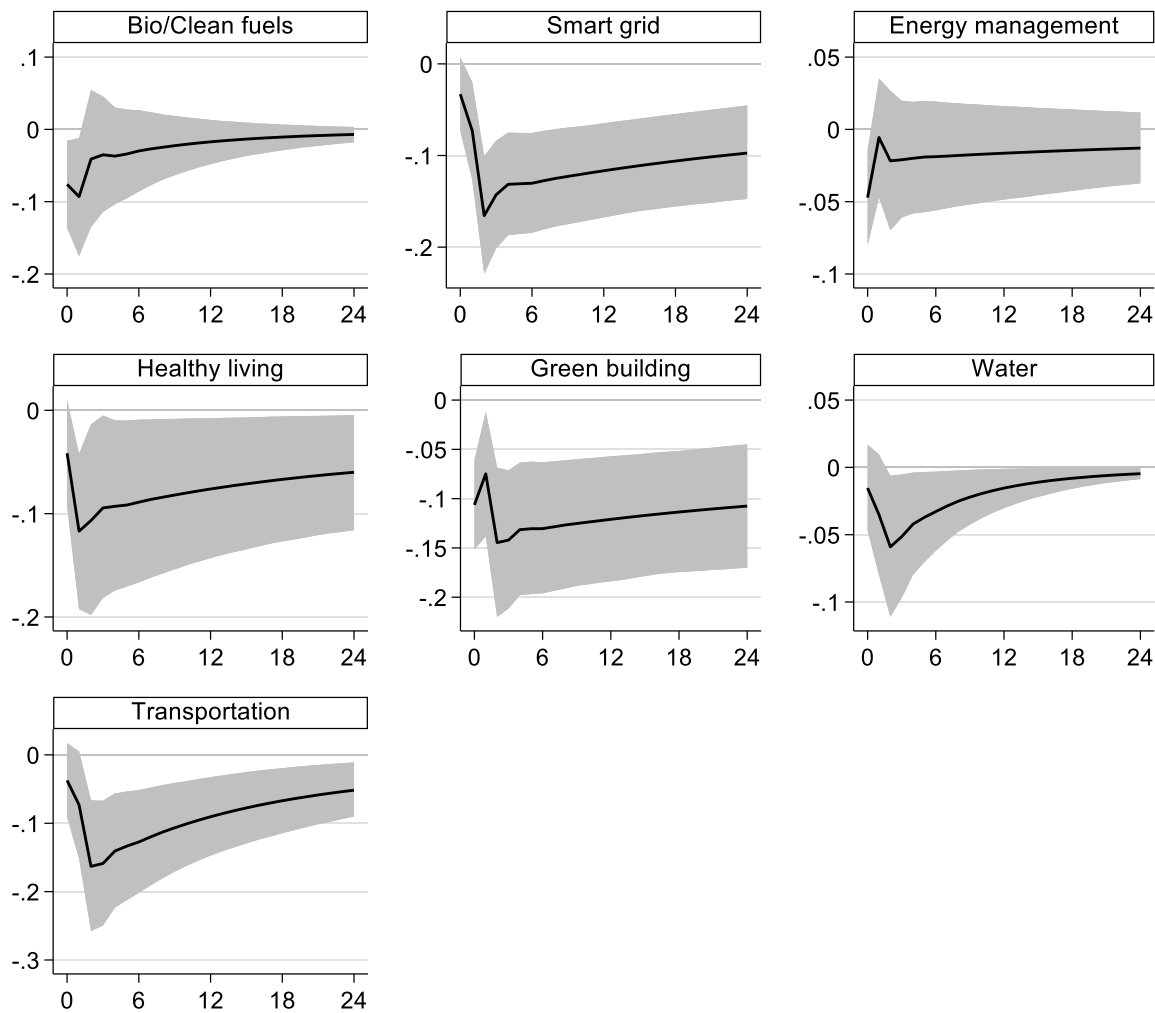 Bio/Clean fuels
.1
0
-.1
-.2
0 6 12 18 24
Smart grid
0
-.1
-.2
0 6 12 18 24
Energy management
.05
0
-.05
-.1
0 6 12 18 24
Healthy living
0
-.1
-.2
0 6 12 18 24
Green building
0
-.05
-.1
-.15
-.2
0 6 12 18 24
Water
.05
0
-.05
-.1
0 6 12 18 24
Transportation
0
-.1
-.2
-.3
0 6 12 18 24